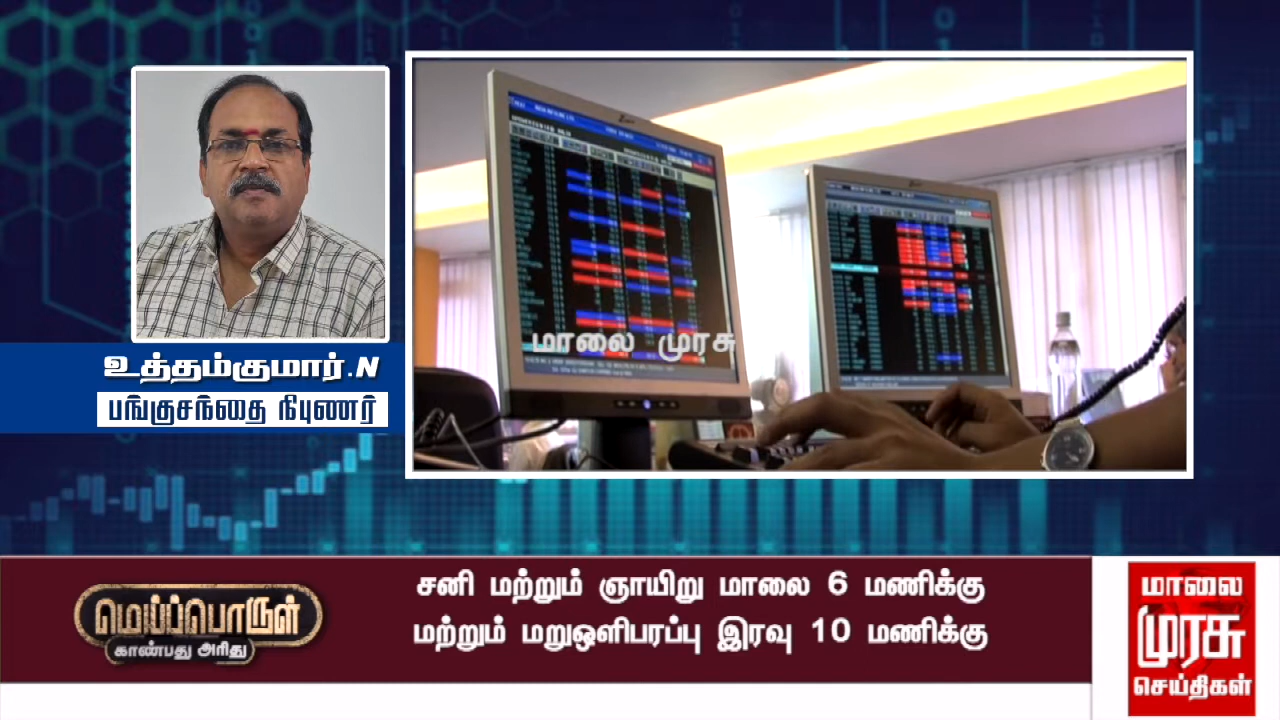 உத்தம்குமார்.N
பங்குசந்தை நிபுணர்
மாலை முரசு
மெய்ப்பொருள்
காண்பது அரிது
சனி மற்றும் ஞாயிறு மாலை 6 மணிக்கு
மற்றும் மறுஒளிபரப்பு இரவு 10 மணிக்கு
மாலை
முரசு
செய்திகள்